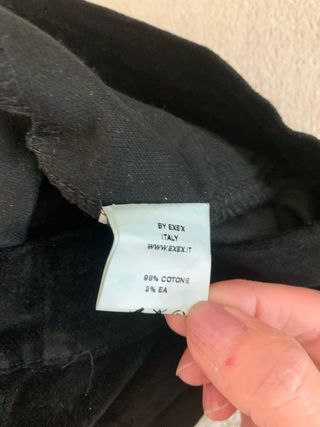 BY EXE'X
ITALY
WWW.EXEX.IT
98% COTONE
2% EA